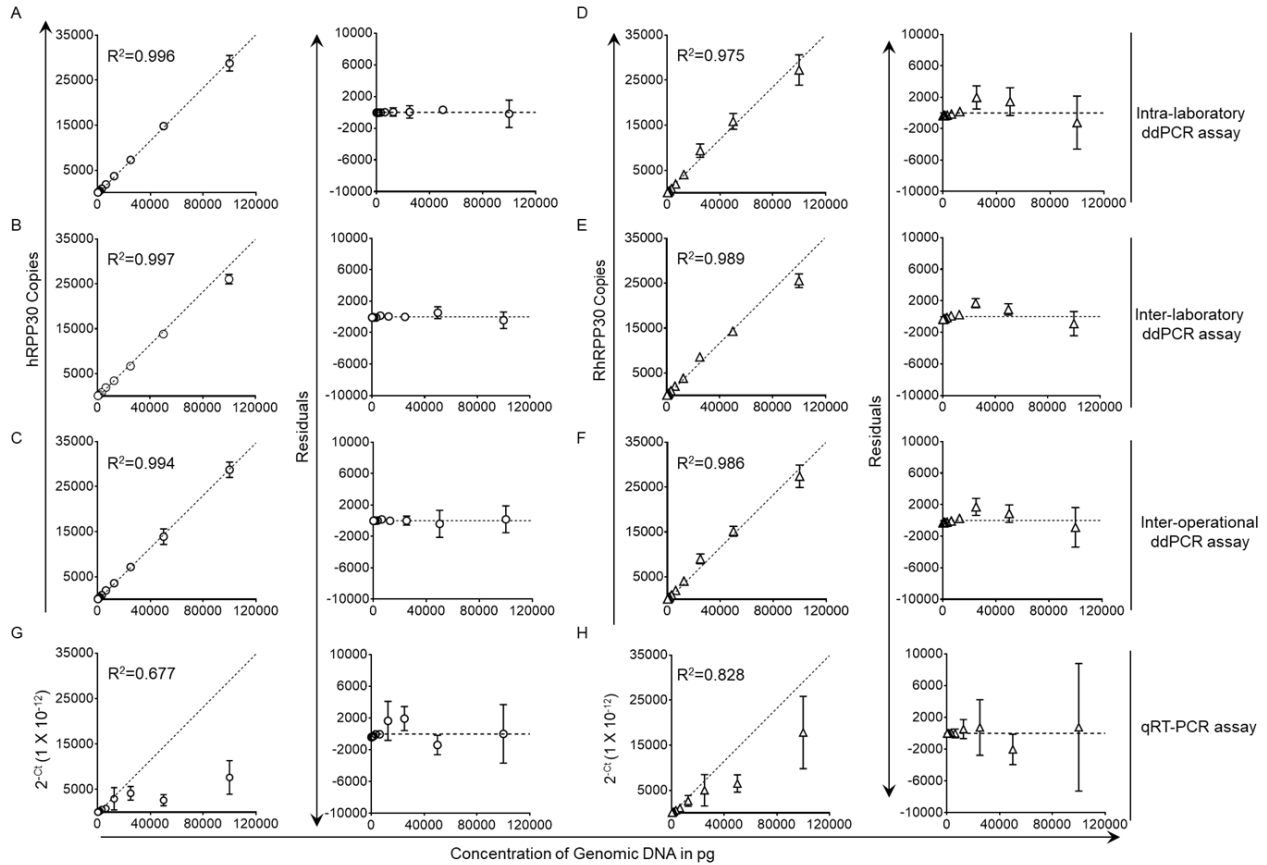 A
D
35000
25000
15000
5000
R²=0.996
0 40000 80000 120000
10000
6000
2000
-2000
-6000
-10000
0 40000 80000 120000
35000
25000
15000
5000
R²=0.975
0 40000 80000 120000
10000
6000
2000
-2000
-6000
-10000
0 40000 80000 120000
Intra-laboratory
ddPCR assay
B
E
35000
25000
15000
5000
R²=0.997
0 40000 80000 120000
10000
6000
2000
-2000
-6000
-10000
0 40000 80000 120000
35000
25000
15000
5000
R²=0.989
0 40000 80000 120000
10000
6000
2000
-2000
-6000
-10000
0 40000 80000 120000
Inter-laboratory
ddPCR assay
hRPP30 Copies
Residuals
RhRPP30 Copies
Residuals
C
F
35000
25000
15000
5000
R²=0.994
0 40000 80000 120000
10000
6000
2000
-2000
-6000
-10000
0 40000 80000 120000
35000
25000
15000
5000
R²=0.986
0 40000 80000 120000
10000
6000
2000
-2000
-6000
-10000
0 40000 80000 120000
Inter-operational
ddPCR assay
G
H
2^-Ct (1 X 10^-12)
35000
25000
15000
5000
R²=0.677
0 40000 80000 120000
10000
6000
2000
-2000
-6000
-10000
0 40000 80000 120000
2^-Ct (1 X 10^-12)
35000
25000
15000
5000
R²=0.828
0 40000 80000 120000
10000
6000
2000
-2000
-6000
-10000
0 40000 80000 120000
qRT-PCR assay
Concentration of Genomic DNA in pg